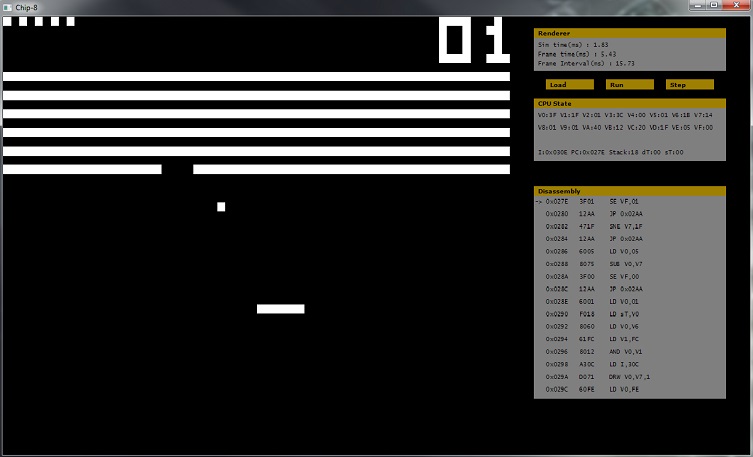 Chip-8
01
Renderer
Sim time(ms) : 1.83
Frame time(ms) : 5.43
Frame Interval(ms) : 15.73
Load Run Step
CPU State
V0:3F V1:1F V2:01 V3:3C V4:00 V5:01 V6:1B V7:14
V8:01 V9:01 VA:40 VB:12 VC:20 VD:1F VE:05 VF:00
I:0x030E PC:0x027E Stack:18 dT:00 sT:00
Disassembly
-> 0x027E 3F01 SE VF,01
0x0280 12AA JP 0x02AA
0x0282 471F SNE V7,1F
0x0284 12AA JP 0x02AA
0x0286 6005 LD V0,05
0x0288 8075 SUB V0,V7
0x028A 3F00 SE VF,00
0x028C 12AA JP 0x02AA
0x028E 6001 LD V0,01
0x0290 F018 LD sT,V0
0x0292 8060 LD V0,V6
0x0294 61FC LD V1,FC
0x0296 8012 AND V0,V1
0x0298 A30C LD I,30C
0x029A D071 DRW V0,V7,1
0x029C 60FE LD V0,FE